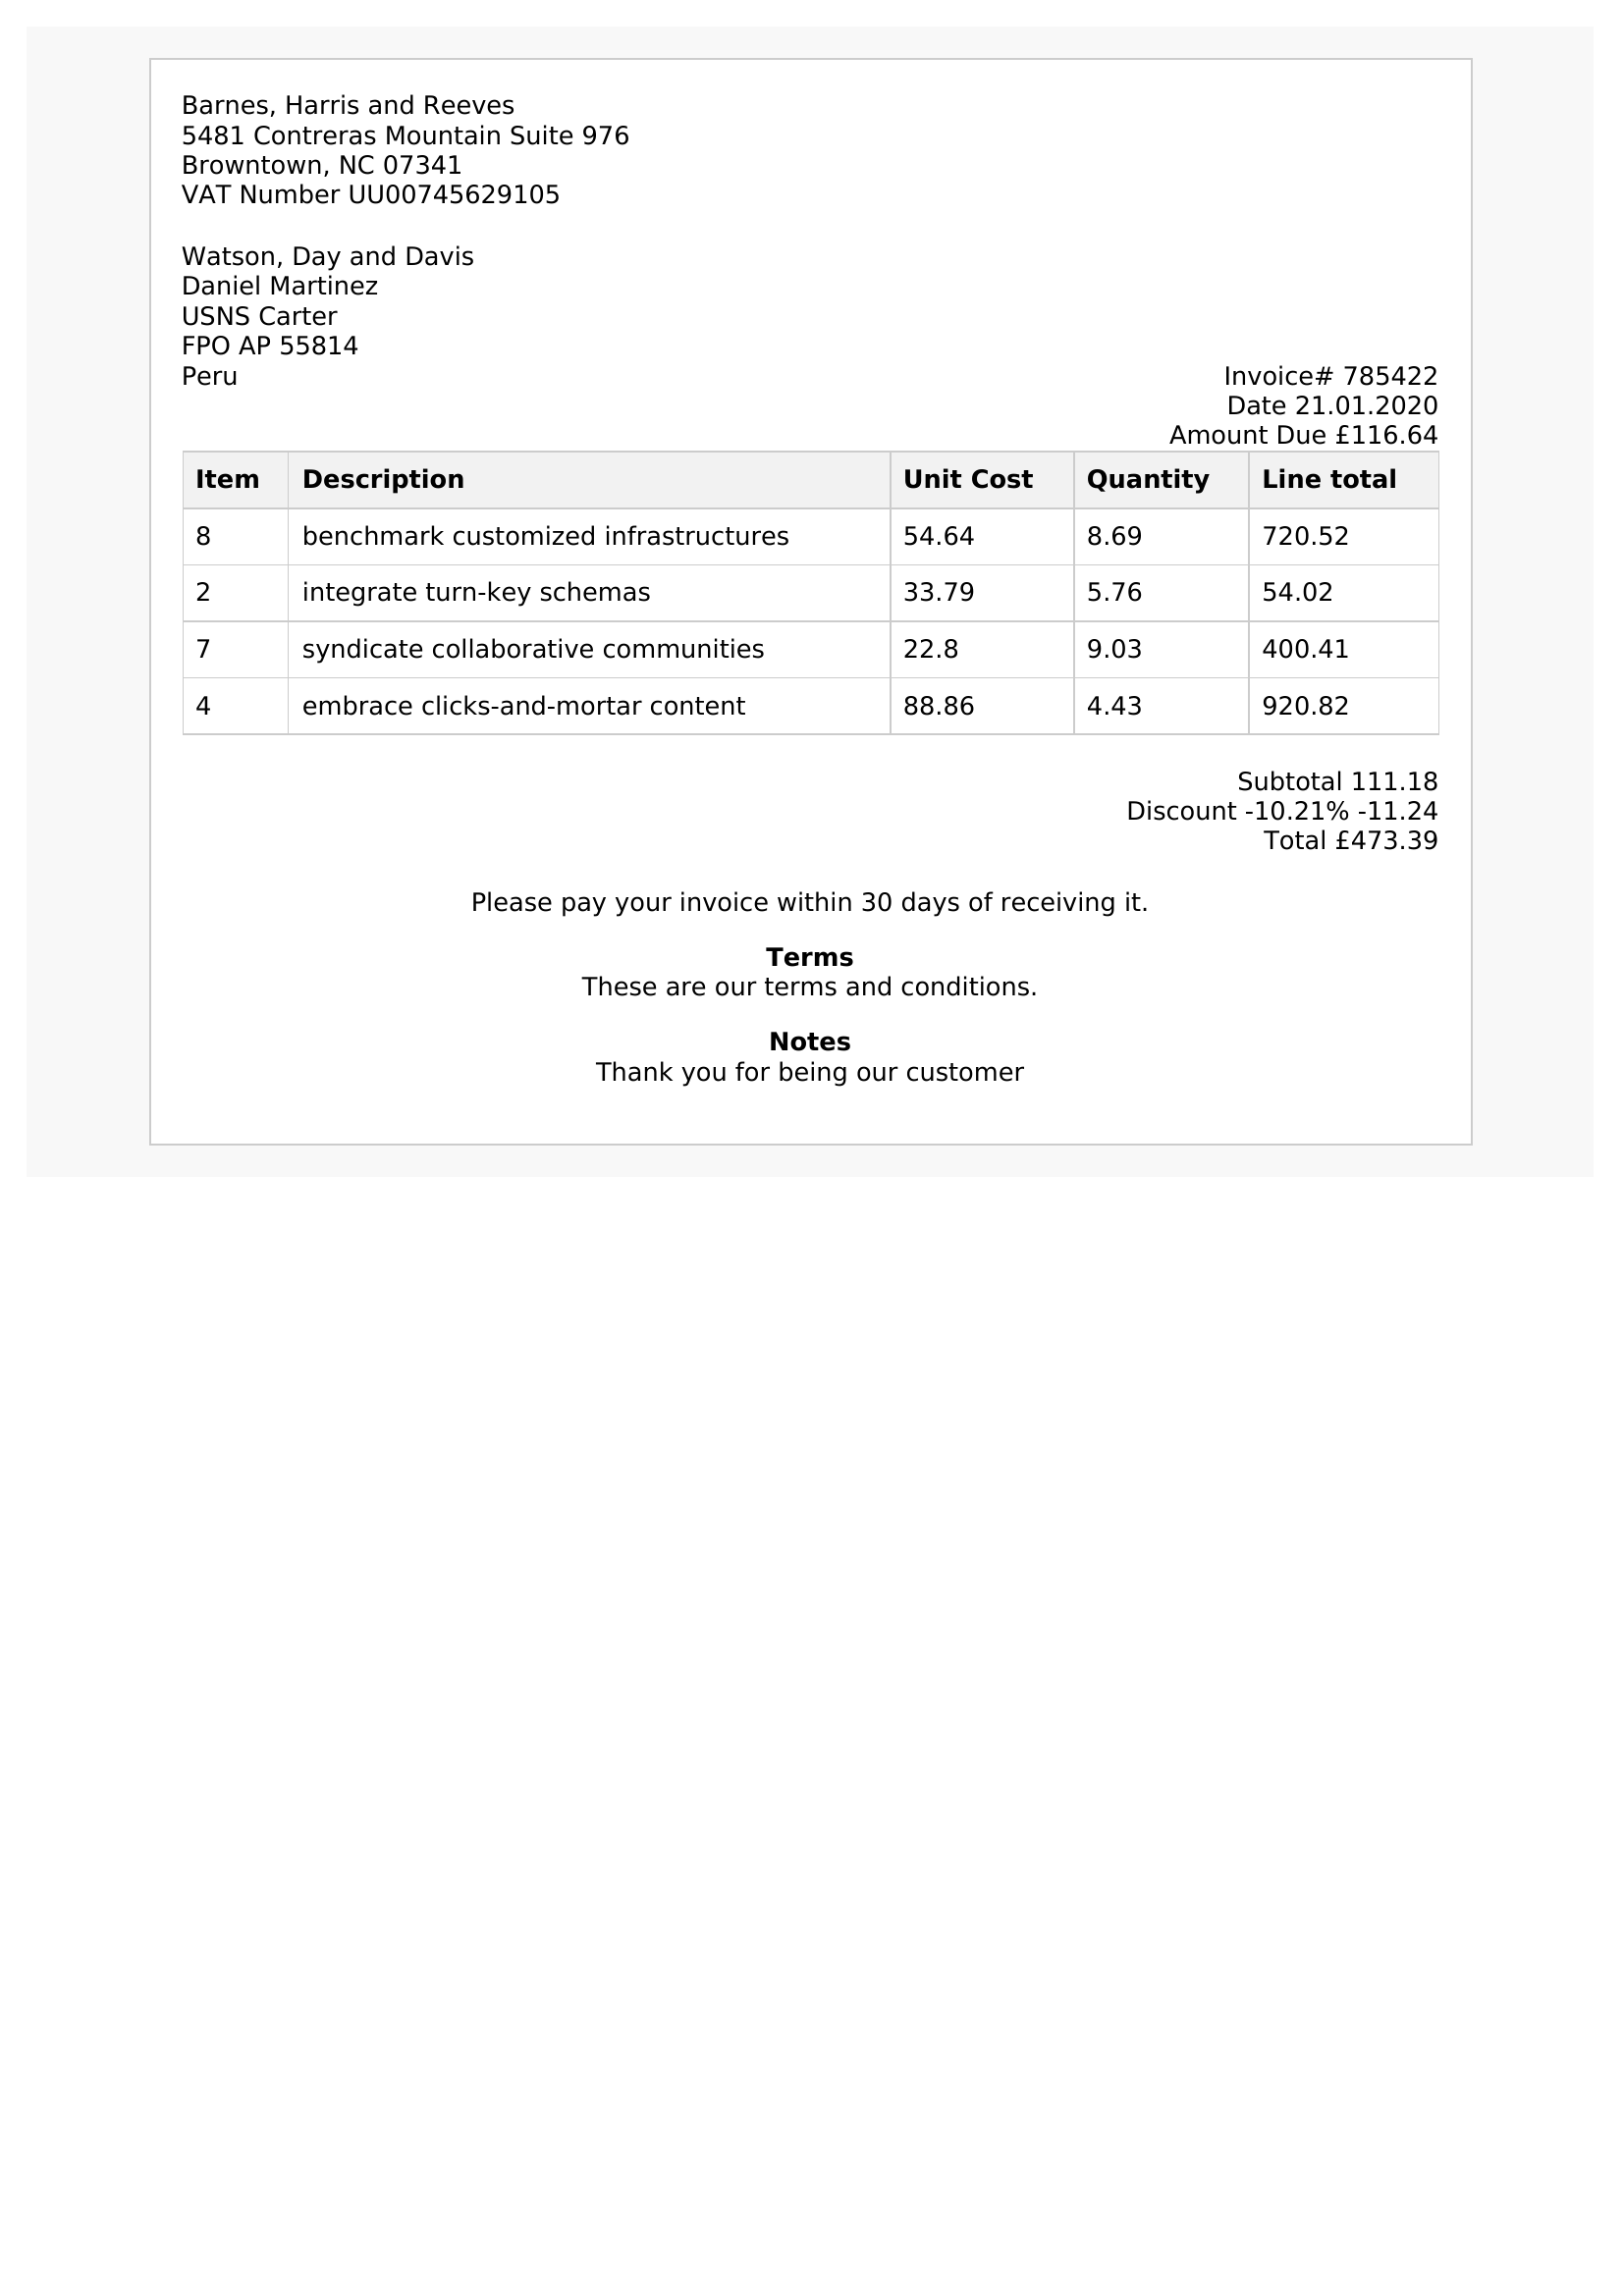 Barnes, Harris and Reeves
5481 Contreras Mountain Suite 976
Browntown, NC 07341
VAT Number UU00745629105
Watson, Day and Davis
Daniel Martinez
USNS Carter
FPO AP 55814
Peru
Invoice# 785422
Date 21.01.2020
Amount Due £116.64
Item Description Unit Cost Quantity Line total
8 benchmark customized infrastructures 54.64 8.69 720.52
2 integrate turn-key schemas 33.79 5.76 54.02
7 syndicate collaborative communities 22.8 9.03 400.41
4 embrace clicks-and-mortar content 88.86 4.43 920.82
Subtotal 111.18
Discount -10.21% -11.24
Total £473.39
Please pay your invoice within 30 days of receiving it.
Terms
These are our terms and conditions.
Notes
Thank you for being our customer